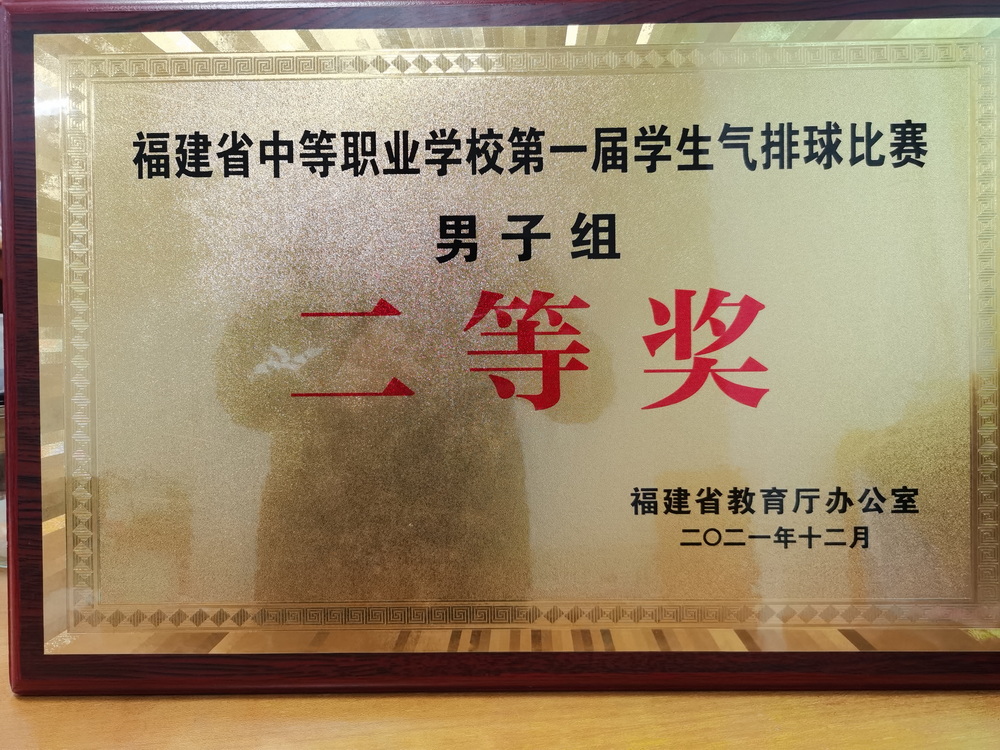 福建省中等职业学校第一届学生气排球比赛
男子组
二等奖
福建省教育厅办公室
二〇二一年十二月